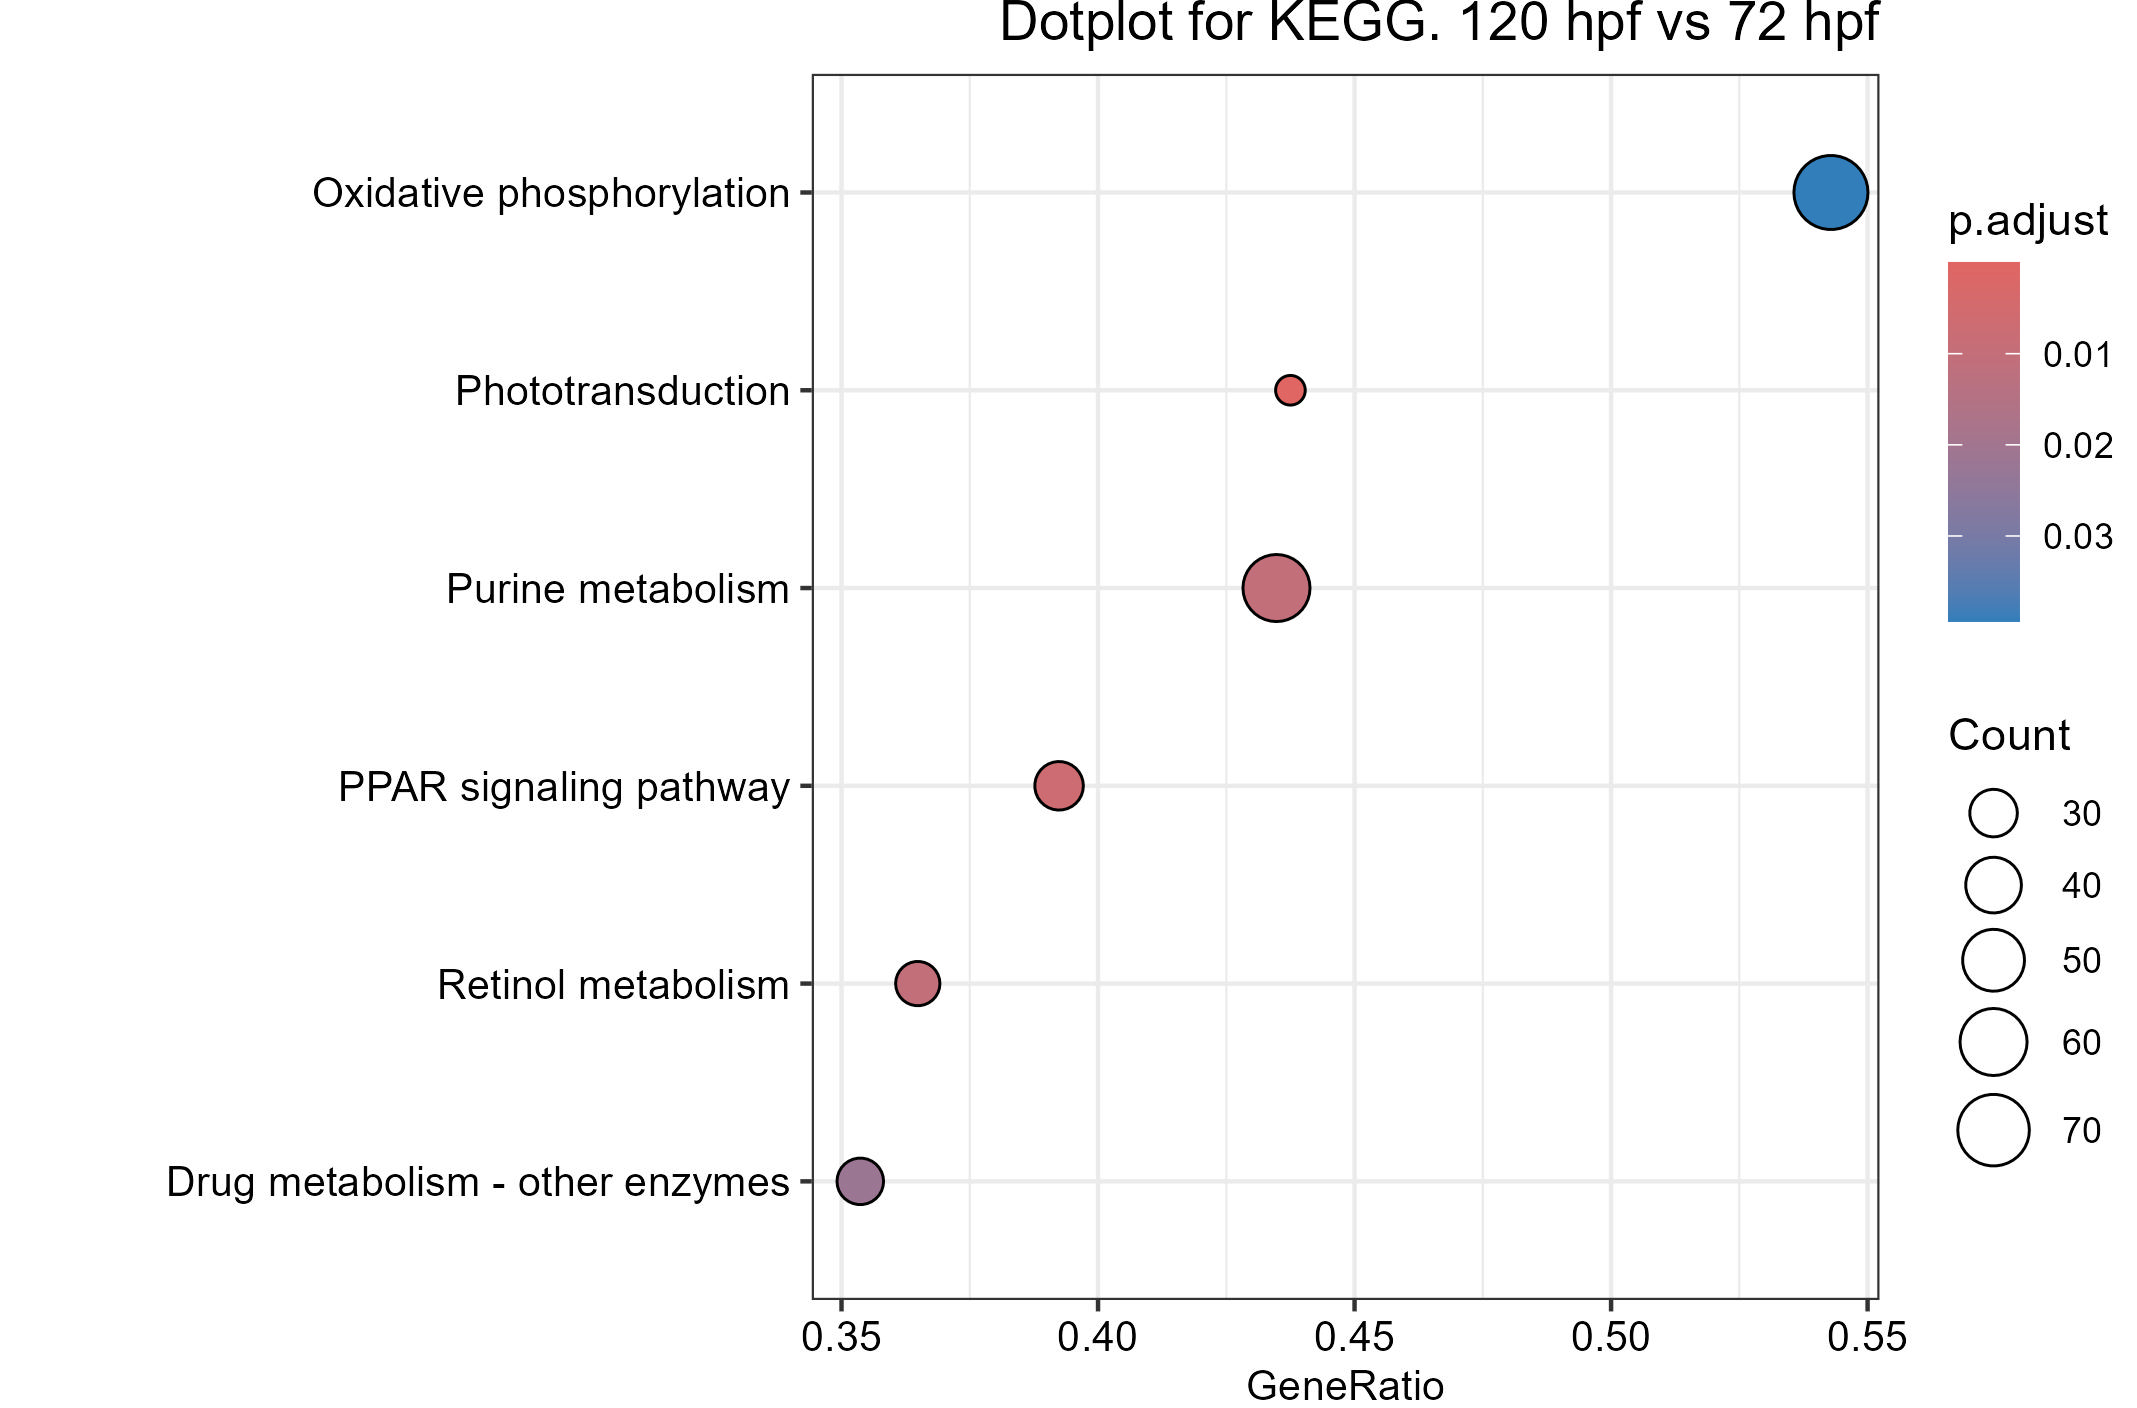 Dotplot for KEGG. 120 hpf vs 72 hpf
Oxidative phosphorylation
Phototransduction
Purine metabolism
PPAR signaling pathway
Retinol metabolism
Drug metabolism - other enzymes
0.35 0.40 0.45 0.50 0.55
GeneRatio
p.adjust
0.01
0.02
0.03
Count
30
40
50
60
70